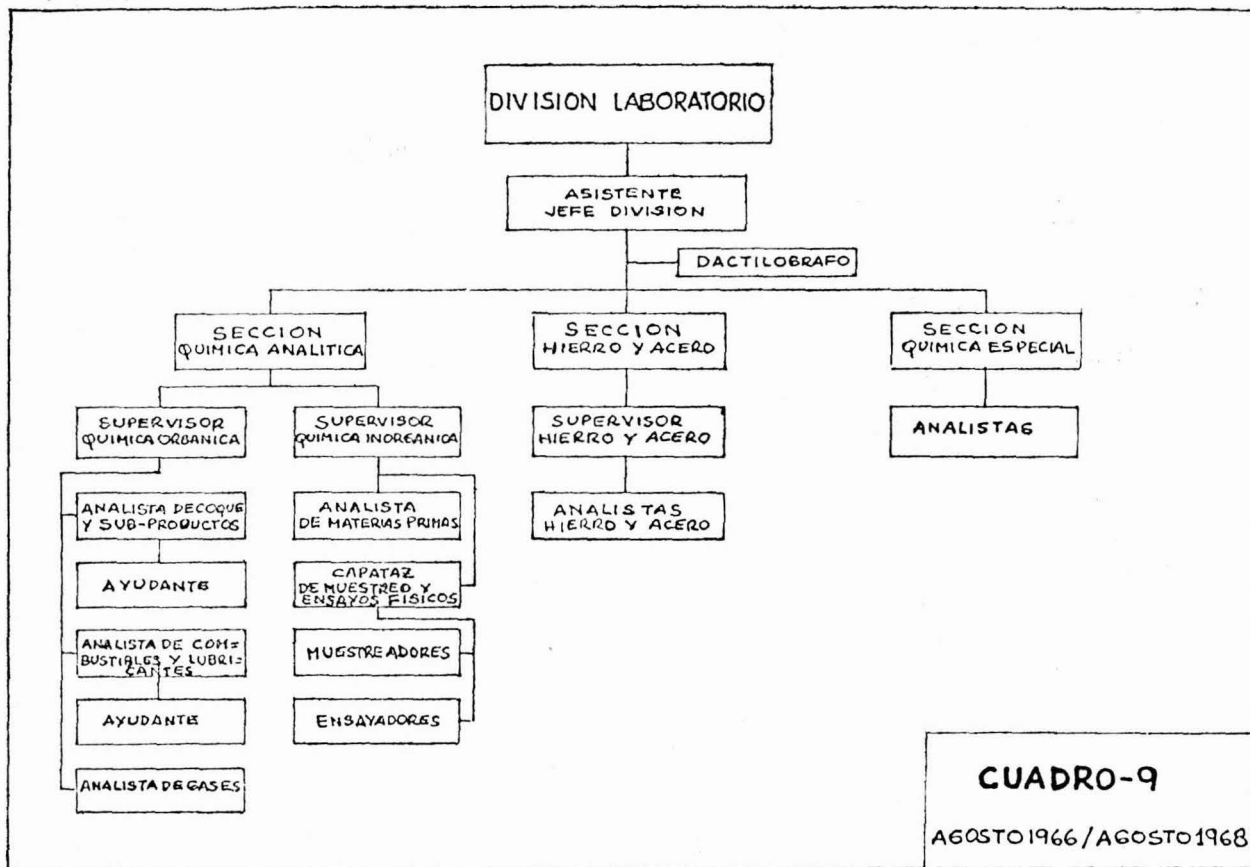 DIVISION LABORATORIO
ASISTENTE
JEFE DIVISION
DACTILOBRAFO
SECCION
QUIMICA ANALITICA
SECCION
HIERRO Y ACERO
SECCION
QUIMICA ESPECIAL
SUPERVISOR
QUIMICA ORBANICA
SUPERVISOR
QUIMICA INOREANICA
SUPERVISOR
HIERRO Y ACERO
ANALISTAS
ANALISTA DE COQUE
Y SUB-PRODUCTOS
ANALISTA
DE MATERIAS PRIMAS
ANALISTAS
HIERRO Y ACERO
AYUDANTE
CAPATAZ
DE MUESTREO Y
ENSAYOS FISICOS
ANALISTA DE COM=
BUSTIBLES Y LUBRI=
CANTES
MUESTREADORES
AYUDANTE
ENSAYADORES
ANALISTA DE GASES
CUADRO-9
AGOSTO 1966/AGOSTO 1968